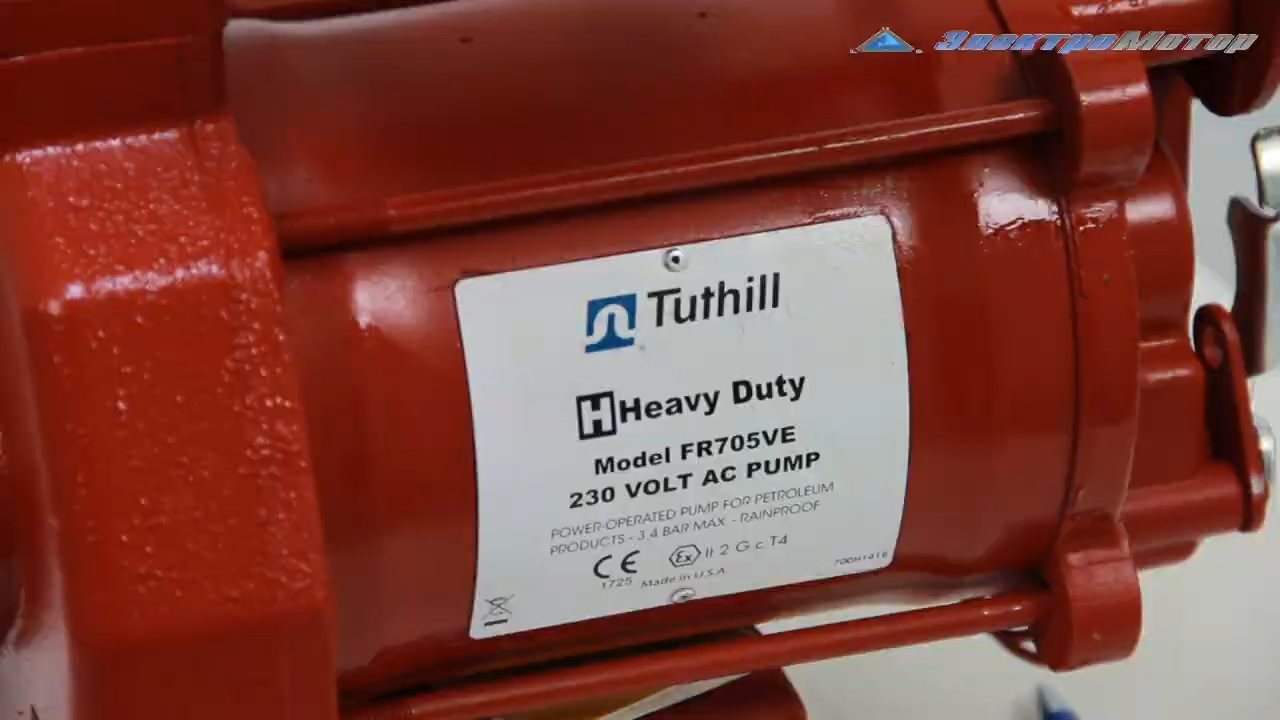 ЭлектроМотор
Tuthill
H Heavy Duty
Model FR705VE
230 VOLT AC PUMP
POWER-OPERATED PUMP FOR PETROLEUM
PRODUCTS - 3,4 BAR MAX. - RAINPROOF
CE Ex II 2 G c T4
1725 Made in U.S.A.